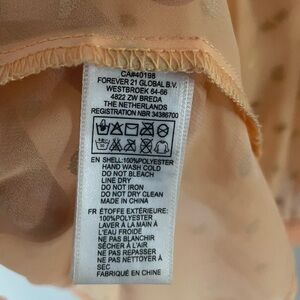 CA#40198
FOREVER 21 GLOBAL B.V.
WESTBROEK 64-66
4822 ZW BREDA
THE NETHERLANDS
REGISTRATION NBR 34386700
EN SHELL:100%POLYESTER
HAND WASH COLD
DO NOT BLEACH
LINE DRY
DO NOT IRON
DO NOT DRY CLEAN
MADE IN CHINA
FR ÉTOFFE EXTÉRIEURE:
100%POLYESTER
LAVER À LA MAIN À
L'EAU FROIDE
NE PAS BLANCHIR
SÉCHER À L'AIR
NE PAS REPASSER
NE PAS NETTOYER À
SEC
FABRIQUÉ EN CHINE